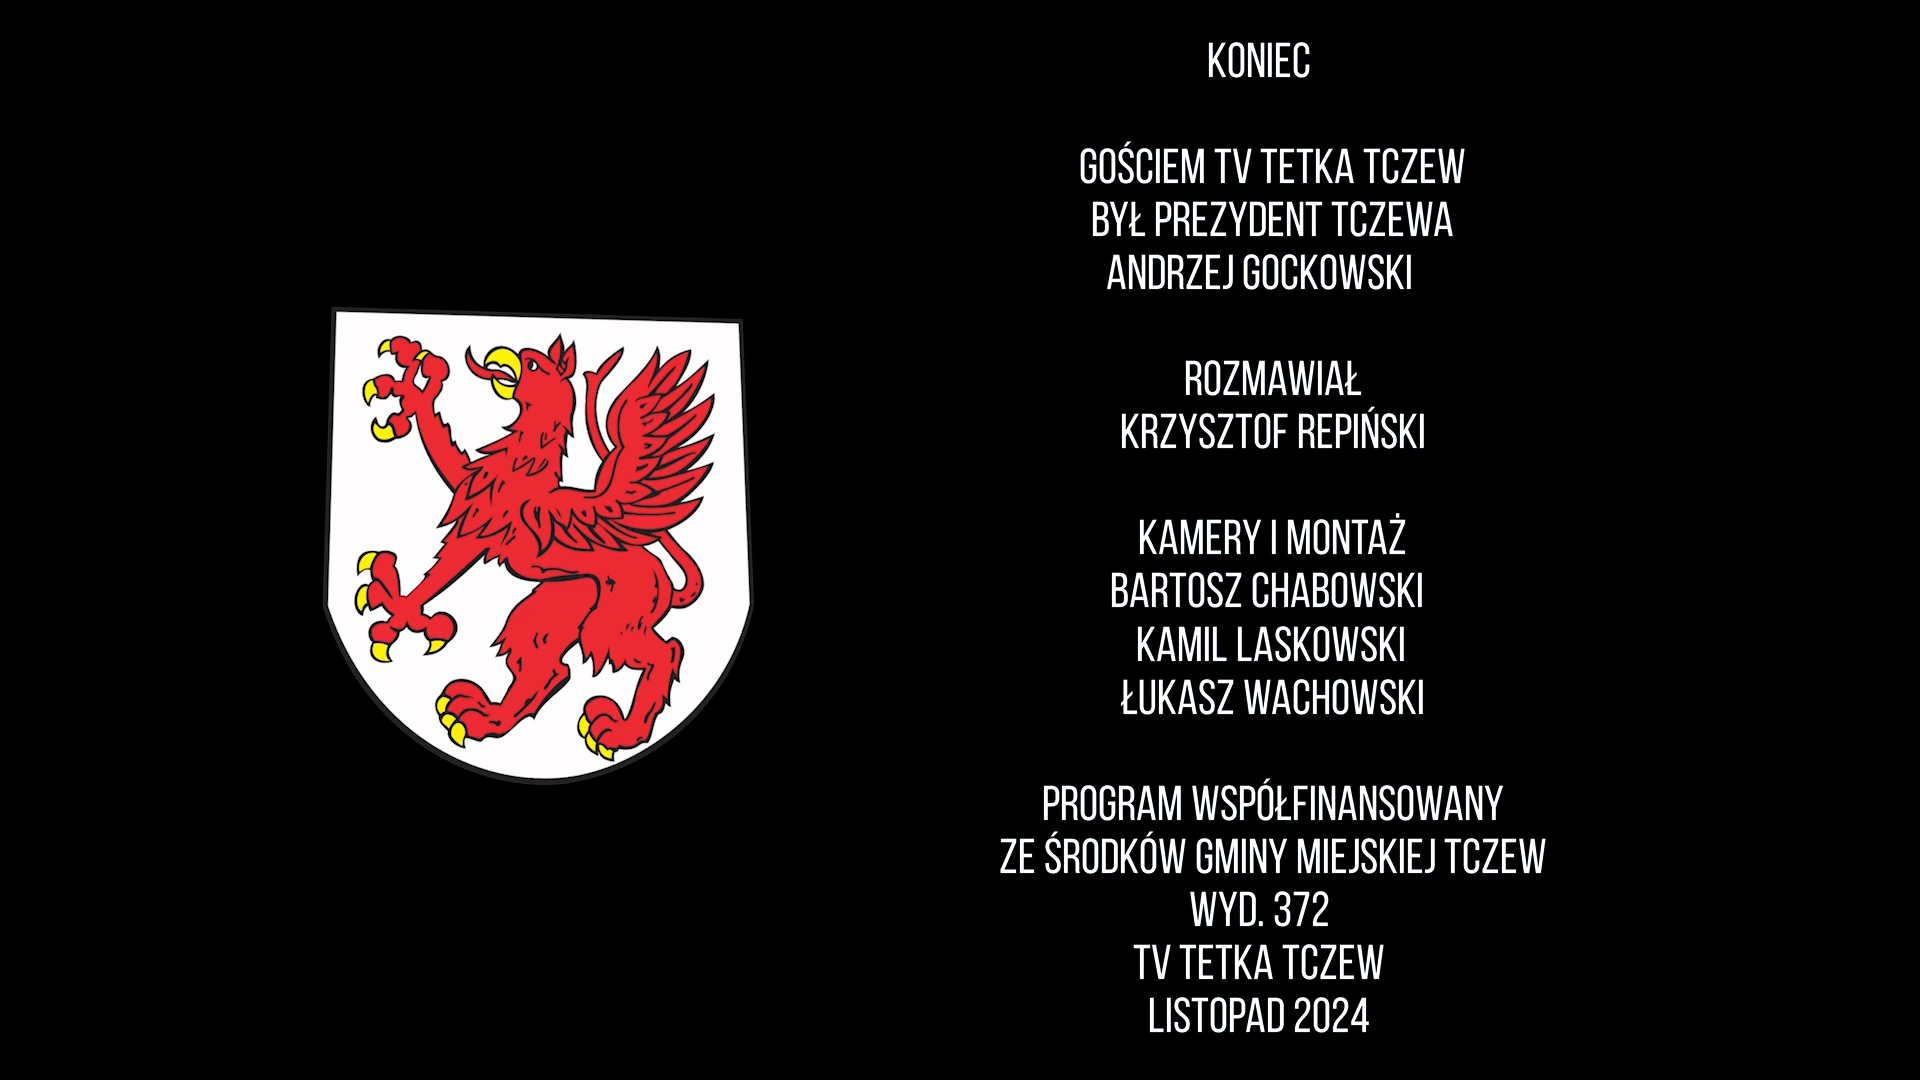 KONIEC
GOŚCIEM TV TETKA TCZEW
BYŁ PREZYDENT TCZEWA
ANDRZEJ GOCKOWSKI
ROZMAWIAŁ
KRZYSZTOF REPIŃSKI
KAMERY I MONTAŻ
BARTOSZ CHABOWSKI
KAMIL LASKOWSKI
ŁUKASZ WACHOWSKI
PROGRAM WSPÓŁFINANSOWANY
ZE ŚRODKÓW GMINY MIEJSKIEJ TCZEW
WYD. 372
TV TETKA TCZEW
LISTOPAD 2024